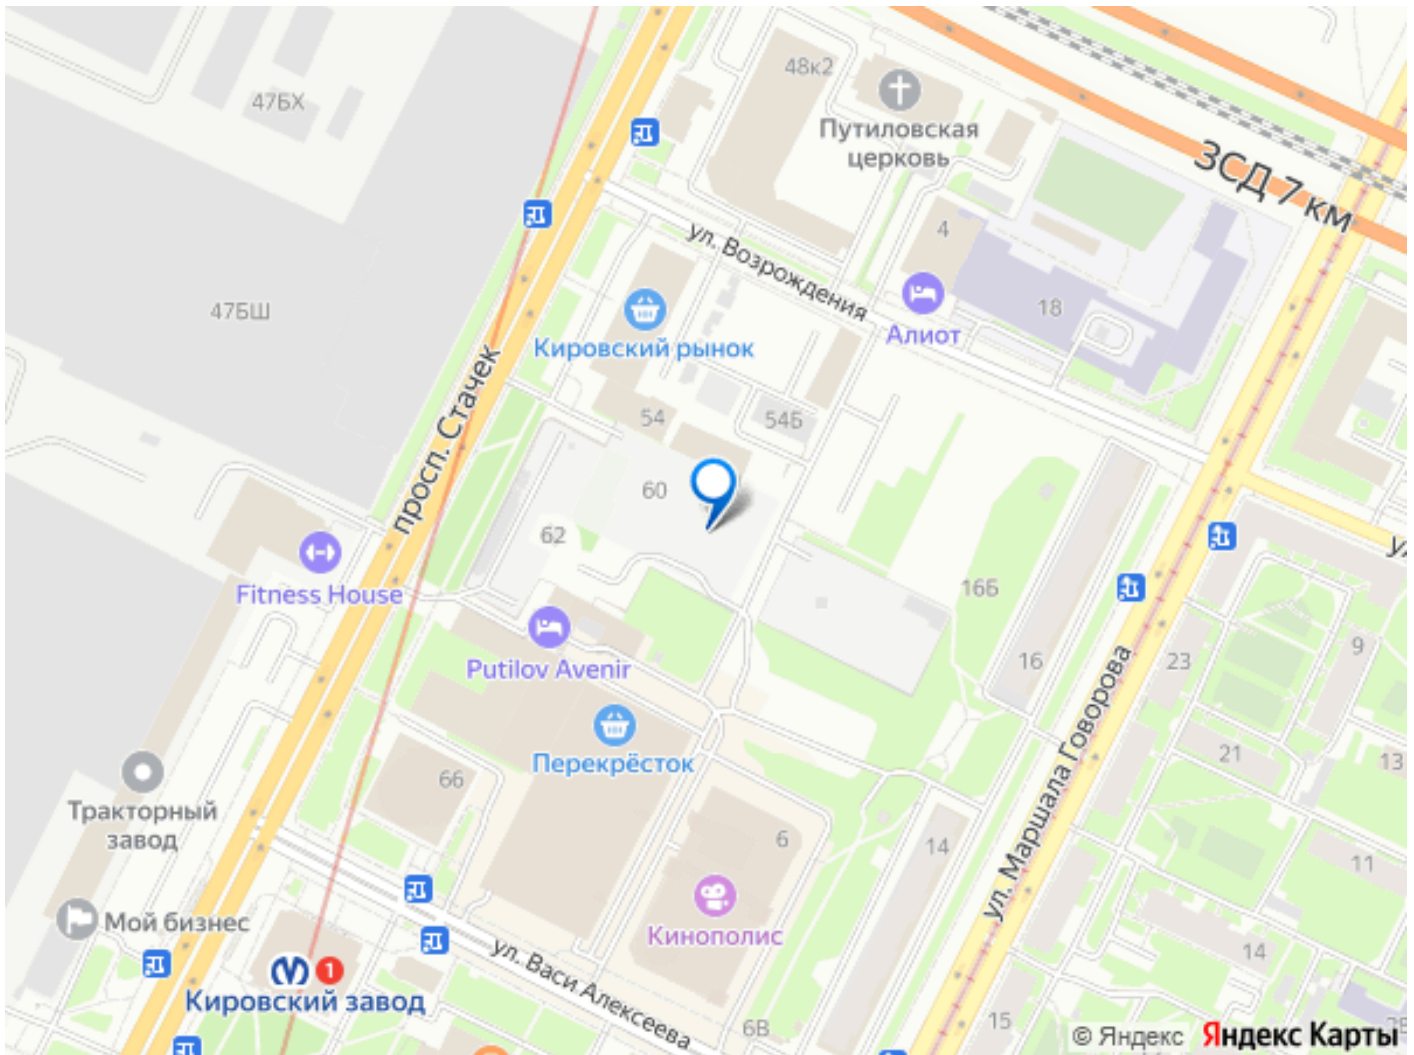 48к2
47БХ
Путиловская
церковь
ЗСД 7 км
4
ул. Возрождения
47БШ
18
Алиот
Кировский рынок
просп. Стачек
54
54Б
60
62
Fitness House
16Б
Putilov Avenir
16
23
9
ул. Маршала Говорова
Перекрёсток
21
13
66
Тракторный
завод
6
14
11
Мой бизнес
Кинополис
14
1
Кировский завод
ул. Васи Алексеева
6В
15
© Яндекс Яндекс Карты